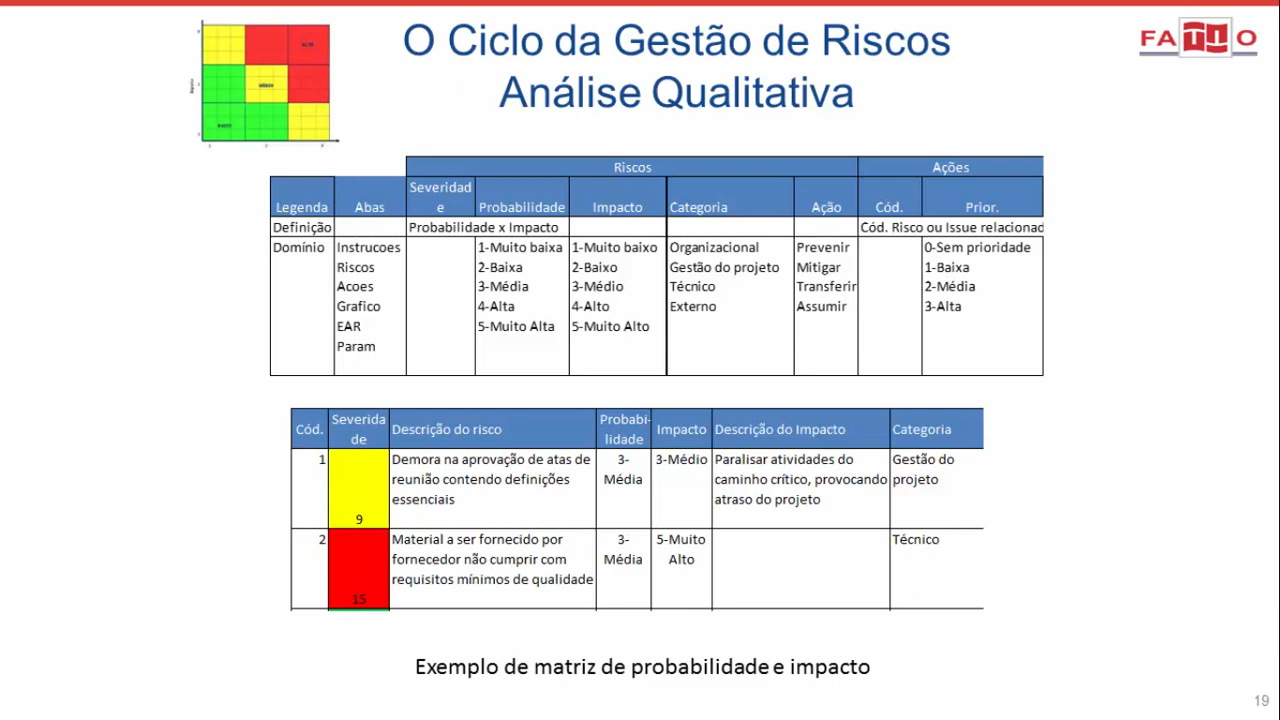 O Ciclo da Gestão de Riscos
Análise Qualitativa
FATTO
MÉDIO
Riscos Ações
Legenda Abas Severidad
e Probabilidade Impacto Categoria Ação Cód. Prior.
Definição Probabilidade x Impacto Cód. Risco ou Issue relacionad
Domínio Instrucoes 1-Muito baixa 1-Muito baixo Organizacional Prevenir 0-Sem prioridade
Riscos 2-Baixa 2-Baixo Gestão do projeto Mitigar 1-Baixa
Acoes 3-Média 3-Médio Técnico Transferir 2-Média
Grafico 4-Alta 4-Alto Externo Assumir 3-Alta
EAR 5-Muito Alta 5-Muito Alto
Param
Cód. Severida
de Descrição do risco Probabi-
lidade Impacto Descrição do Impacto Categoria
1 Demora na aprovação de atas de 3- 3-Médio Paralisar atividades do Gestão do
reunião contendo definições Média caminho crítico, provocando projeto
essenciais atraso do projeto
9
2 Material a ser fornecido por 3- 5-Muito Técnico
fornecedor não cumprir com Média Alto
requisitos mínimos de qualidade
15
Exemplo de matriz de probabilidade e impacto
19